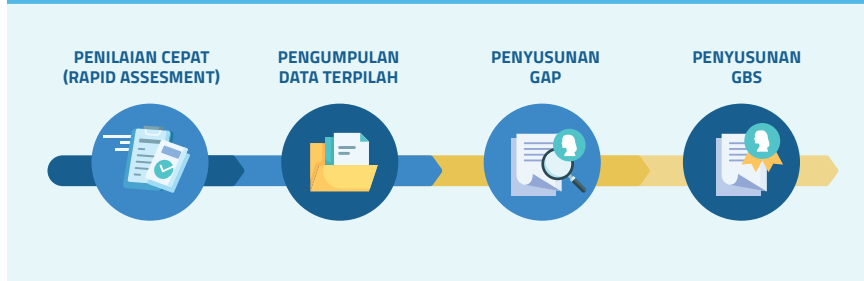 PENILAIAN CEPAT
(RAPID ASSESMENT)
PENGUMPULAN
DATA TERPILAH
PENYUSUNAN
GAP
PENYUSUNAN
GBS